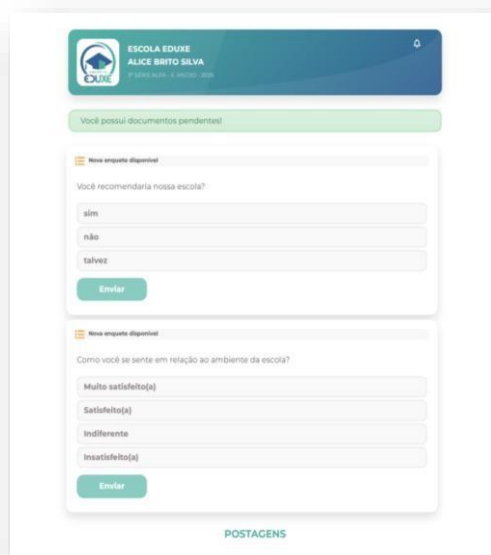 ESCOLA EDUXE
ALICE BRITO SILVA
EDUXE
Você possui documentos pendentes!
Nova enquete disponível
Você recomendaria nossa escola?
sim
não
talvez
Enviar
Nova enquete disponível
Como você se sente em relação ao ambiente da escola?
Muito satisfeito(a)
Satisfeito(a)
Indiferente
Insatisfeito(a)
Enviar
POSTAGENS